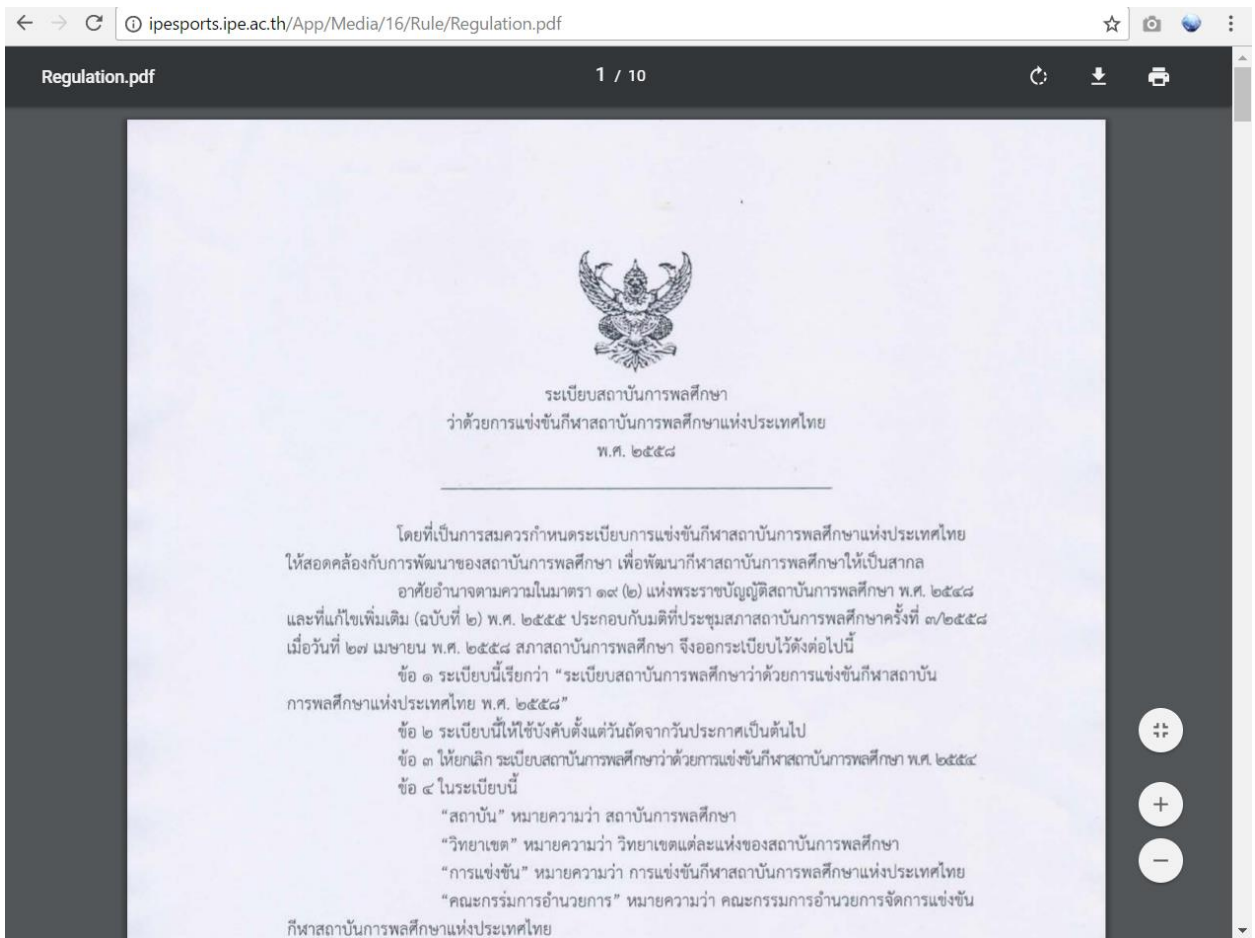 ipesports.ipe.ac.th/App/Media/16/Rule/Regulation.pdf
Regulation.pdf
1 / 10
ระเบียบสถาบันการพลศึกษา
ว่าด้วยการแข่งขันกีฬาสถาบันการพลศึกษาแห่งประเทศไทย
พ.ศ. ๒๕๕๘
โดยที่เป็นการสมควรกำหนดระเบียบการแข่งขันกีฬาสถาบันการพลศึกษาแห่งประเทศไทย
ให้สอดคล้องกับการพัฒนาของสถาบันการพลศึกษา เพื่อพัฒนากีฬาสถาบันการพลศึกษาให้เป็นสากล
อาศัยอำนาจตามความในมาตรา ๑๙ (๒) แห่งพระราชบัญญัติสถาบันการพลศึกษา พ.ศ. ๒๕๔๘
และที่แก้ไขเพิ่มเติม (ฉบับที่ ๒) พ.ศ. ๒๕๕๕ ประกอบกับมติที่ประชุมสภาสถาบันการพลศึกษาครั้งที่ ๓/๒๕๕๘
เมื่อวันที่ ๒๗ เมษายน พ.ศ. ๒๕๕๘ สภาสถาบันการพลศึกษา จึงออกระเบียบไว้ดังต่อไปนี้
ข้อ ๑ ระเบียบนี้เรียกว่า “ระเบียบสถาบันการพลศึกษาว่าด้วยการแข่งขันกีฬาสถาบัน
การพลศึกษาแห่งประเทศไทย พ.ศ. ๒๕๕๘”
ข้อ ๒ ระเบียบนี้ให้ใช้บังคับตั้งแต่วันถัดจากวันประกาศเป็นต้นไป
ข้อ ๓ ให้ยกเลิก ระเบียบสถาบันการพลศึกษาว่าด้วยการแข่งขันกีฬาสถาบันการพลศึกษา พ.ศ. ๒๕๕๔
ข้อ ๔ ในระเบียบนี้
“สถาบัน” หมายความว่า สถาบันการพลศึกษา
“วิทยาเขต” หมายความว่า วิทยาเขตแต่ละแห่งของสถาบันการพลศึกษา
“การแข่งขัน” หมายความว่า การแข่งขันกีฬาสถาบันการพลศึกษาแห่งประเทศไทย
“คณะกรรมการอำนวยการ” หมายความว่า คณะกรรมการอำนวยการจัดการแข่งขัน
กีฬาสถาบันการพลศึกษาแห่งประเทศไทย